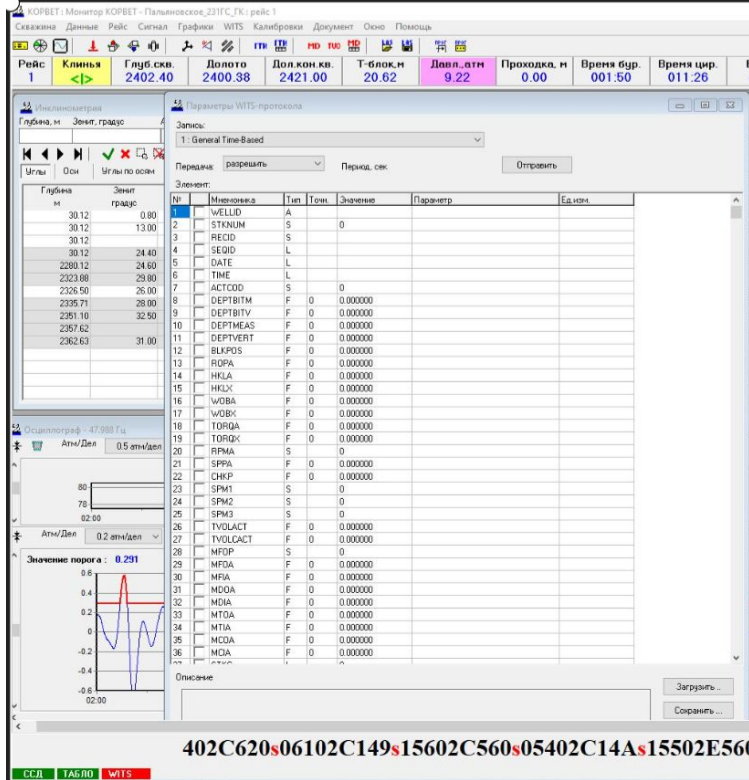 КОРВЕТ : Монитор КОРВЕТ - Пальяновское_231ГС_ГК : рейс 1
Скважина Данные Рейс Сигнал Графики WITS Калибровки Документ Окно Помощь
Рейс Клинья Глуб.скв. Долото Дол.кон.кв. Т-блок,м Давл.,атм Проходка, м Время бур. Время цир.
1 <|> 2402.40 2400.38 2421.00 20.62 9.22 0.00 001:50 011:26
Инклинометрия
Глубина, м Зенит, градус
Углы Оси Углы по осям
Глубина Зенит
м градус
30.12 0.80
30.12 13.00
30.12
30.12 24.40
2280.12 24.60
2323.88 29.80
2326.50 26.00
2335.71 28.00
2351.10 32.50
2357.62
2362.63 31.00
Осциллограф - 47.988 Гц
Атм/Дел 0.5 атм/дел
80
78
02:00
Атм/Дел 0.2 атм/дел
Значение порога : 0.291
0.6
0.4
0.2
0
-0.2
-0.4
-0.6
02:00
Параметры WITS-протокола
Запись:
1 : General Time-Based
Передача: разрешить Период, сек. Отправить
Элемент:
№ Мнемоника Тип Точн. Значение Параметр Ед.изм.
1 WELLID A
2 STKNUM S 0
3 RECID S
4 SEQID L
5 DATE L
6 TIME L
7 ACTCOD S 0
8 DEPTBITM F 0 0.000000
9 DEPTBITV F 0 0.000000
10 DEPTMEAS F 0 0.000000
11 DEPTVERT F 0 0.000000
12 BLKPOS F 0 0.000000
13 ROPA F 0 0.000000
14 HKLA F 0 0.000000
15 HKLX F 0 0.000000
16 WOBA F 0 0.000000
17 WOBX F 0 0.000000
18 TORQA F 0 0.000000
19 TORQX F 0 0.000000
20 RPMA S 0
21 SPPA F 0 0.000000
22 CHKP F 0 0.000000
23 SPM1 S 0
24 SPM2 S 0
25 SPM3 S 0
26 TVOLACT F 0 0.000000
27 TVOLCACT F 0 0.000000
28 MFOP S 0
29 MFOA F 0 0.000000
30 MFIA F 0 0.000000
31 MDOA F 0 0.000000
32 MDIA F 0 0.000000
33 MTOA F 0 0.000000
34 MTIA F 0 0.000000
35 MCOA F 0 0.000000
36 MCIA F 0 0.000000
Описание
Загрузить ..
Сохранить ...
402C620s06102C149s15602C560s05402C14As15502E560
ССД ТАБЛО WITS